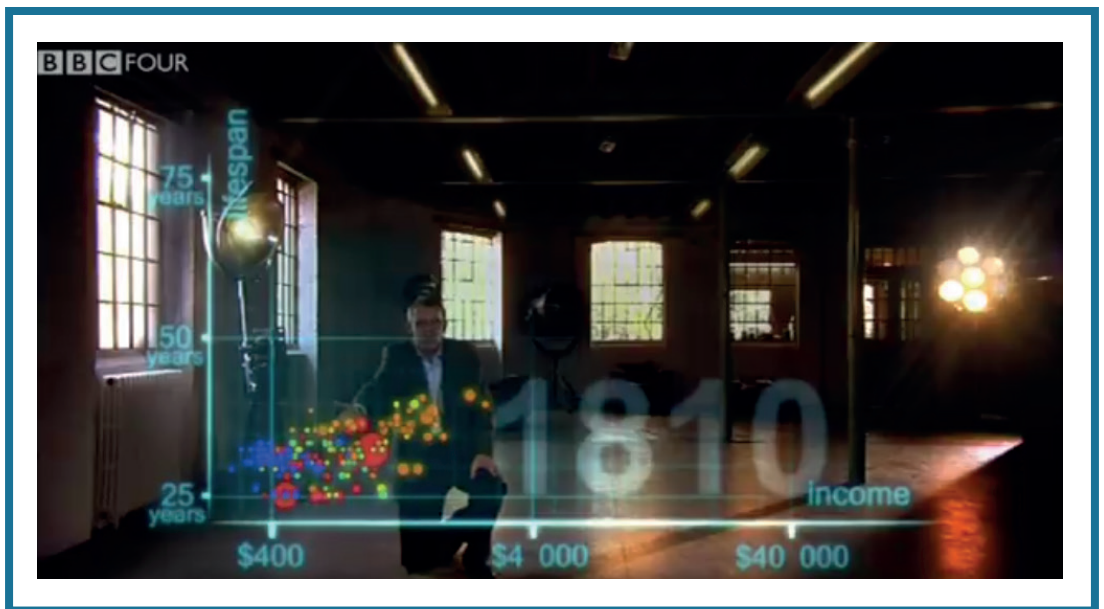 BBC FOUR
lifespan
75
years
50
years
25
years
1810
income
$400
$4 000
$40 000